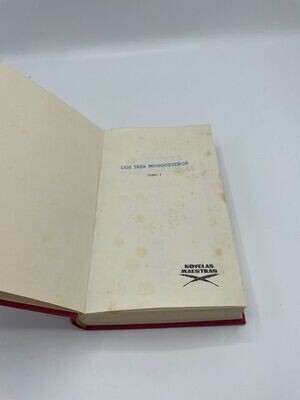 LOS TRES MOSQUETEROS
TOMO I
NOVELAS
MAESTRAS